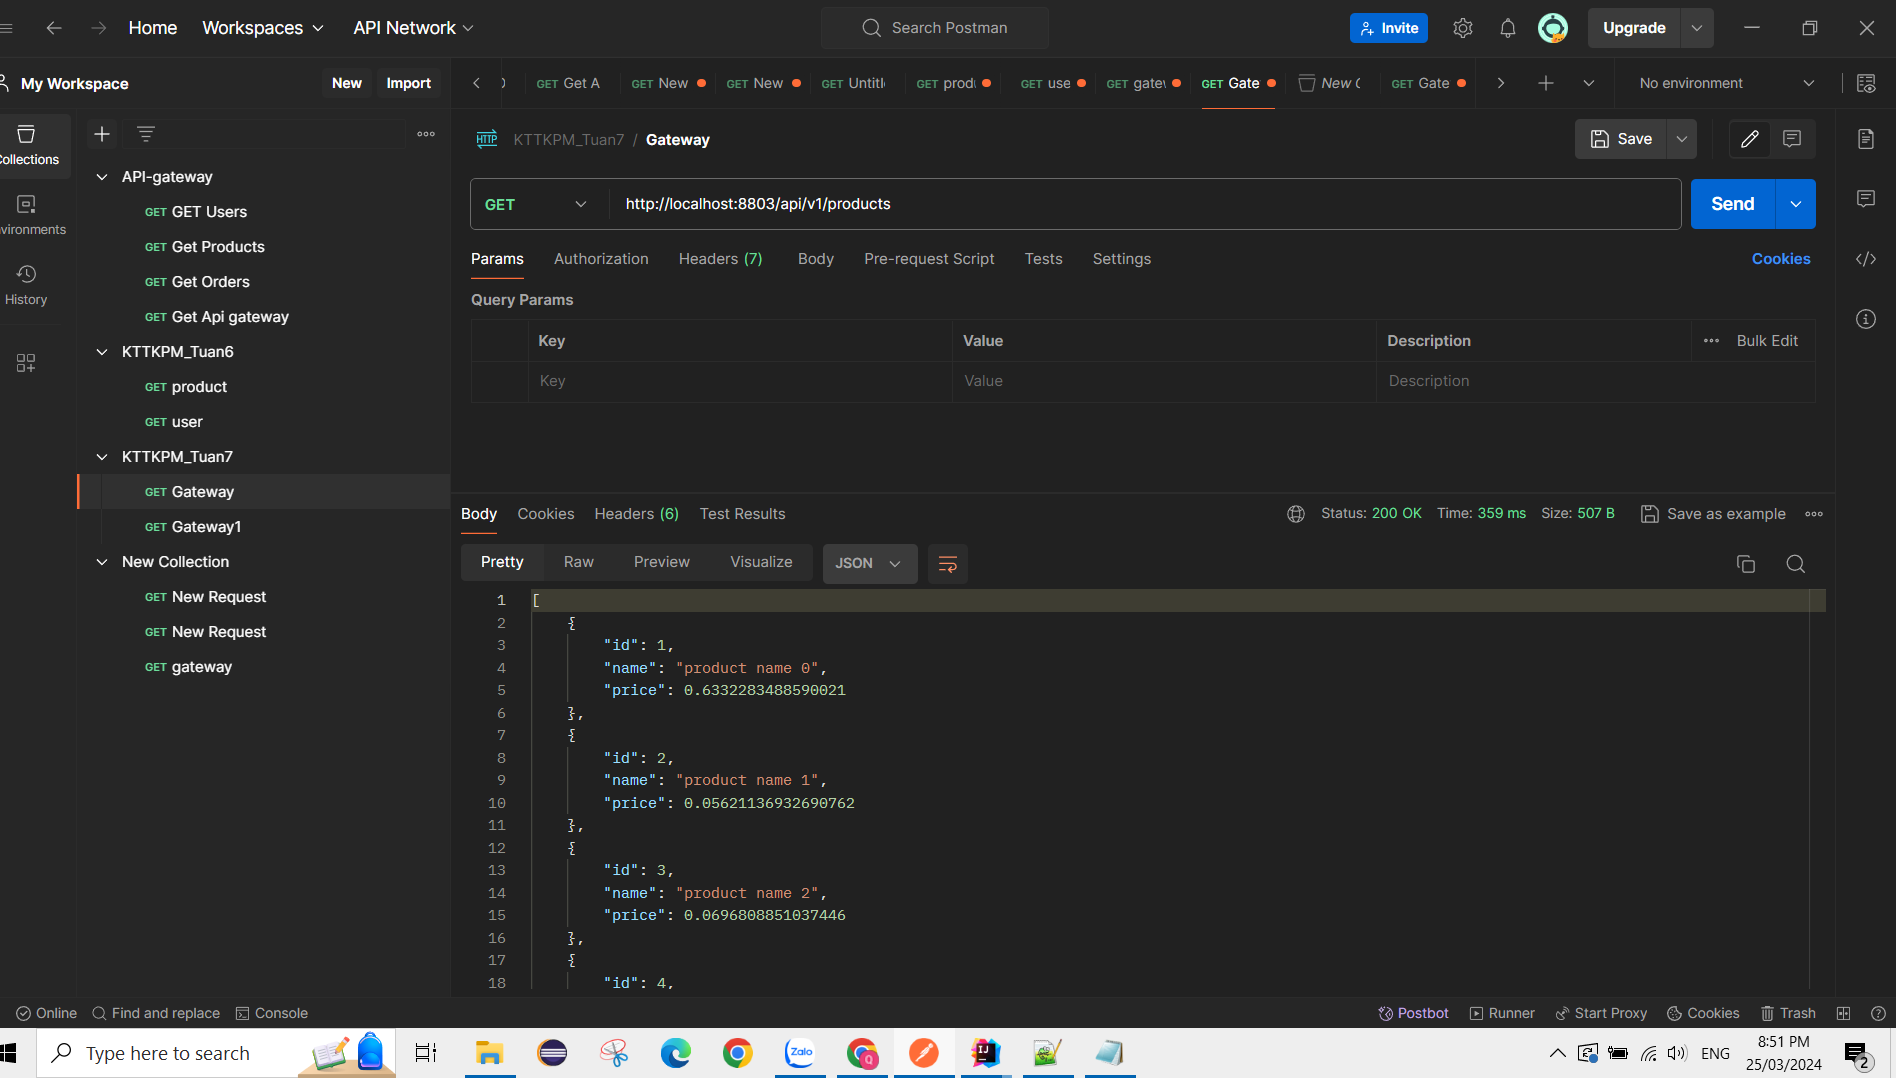 Home Workspaces API Network Search Postman Invite Upgrade
My Workspace New Import GET Get A GET New GET New GET Untitl GET prod GET use GET gate GET Gate New GET Gate No environment
Collections
KTTKPM_Tuan7 / Gateway Save
API-gateway
GET GET Users
GET http://localhost:8803/api/v1/products Send
Environments
GET Get Products
Params Authorization Headers (7) Body Pre-request Script Tests Settings Cookies
History
GET Get Orders
Query Params
GET Get Api gateway
Key Value Description Bulk Edit
KTTKPM_Tuan6
Key Value Description
GET product
GET user
KTTKPM_Tuan7
GET Gateway
GET Gateway1
Body Cookies Headers (6) Test Results Status: 200 OK Time: 359 ms Size: 507 B Save as example
New Collection
Pretty Raw Preview Visualize JSON
GET New Request
GET New Request
GET gateway
1 [
2 {
3 "id": 1,
4 "name": "product name 0",
5 "price": 0.6332283488590021
6 },
7 {
8 "id": 2,
9 "name": "product name 1",
10 "price": 0.05621136932690762
11 },
12 {
13 "id": 3,
14 "name": "product name 2",
15 "price": 0.0696808851037446
16 },
17 {
18 "id": 4,
Online Find and replace Console Postbot Runner Start Proxy Cookies Trash
Type here to search Zalo ENG 8:51 PM
25/03/2024 2